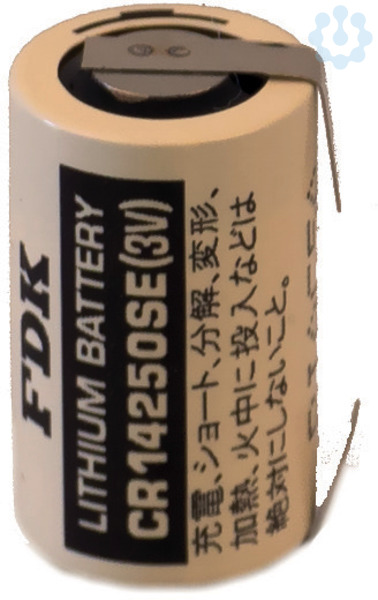 FDK
LITHIUM BATTERY
CR14250SE(3V)
充電、ショート、分解、変形、
加熱、火中に投入などは
絶対にしないこと。